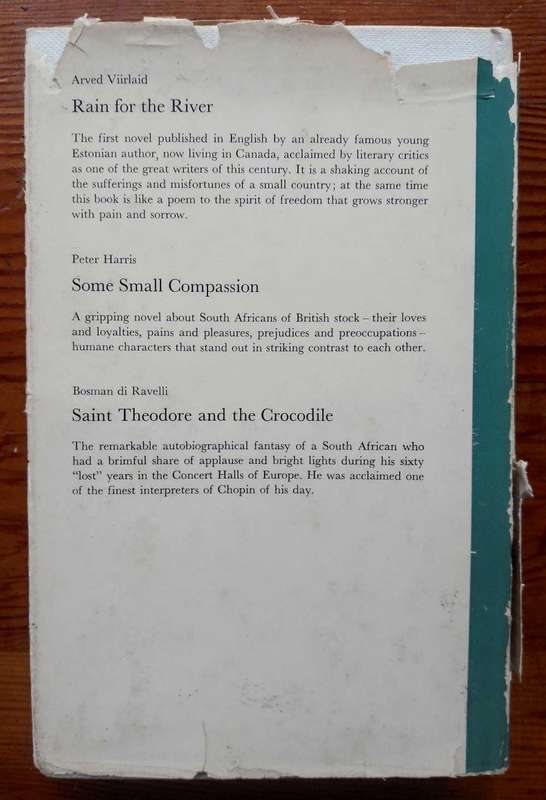 Arved Viirlaid
Rain for the River
The first novel published in English by an already famous young
Estonian author, now living in Canada, acclaimed by literary critics
as one of the great writers of this century. It is a shaking account of
the sufferings and misfortunes of a small country; at the same time
this book is like a poem to the spirit of freedom that grows stronger
with pain and sorrow.
Peter Harris
Some Small Compassion
A gripping novel about South Africans of British stock – their loves
and loyalties, pains and pleasures, prejudices and preoccupations –
humane characters that stand out in striking contrast to each other.
Bosman di Ravelli
Saint Theodore and the Crocodile
The remarkable autobiographical fantasy of a South African who
had a brimful share of applause and bright lights during his sixty
“lost” years in the Concert Halls of Europe. He was acclaimed one
of the finest interpreters of Chopin of his day.